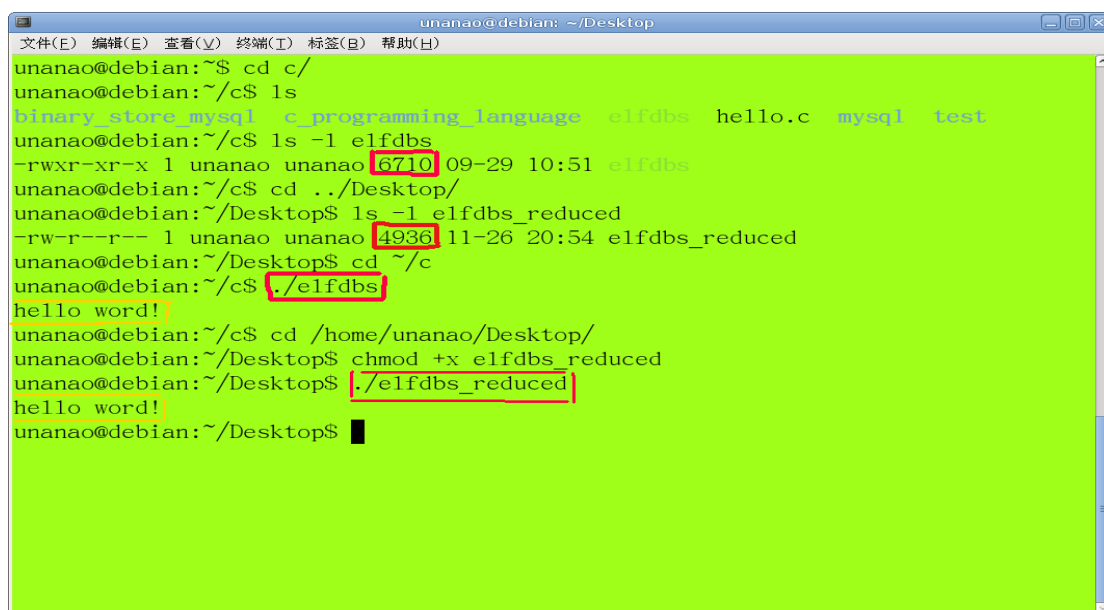 unanao@debian: ~/Desktop
文件(F) 编辑(E) 查看(V) 终端(T) 标签(B) 帮助(H)
unanao@debian:~$ cd c/
unanao@debian:~/c$ ls
binary_store_mysql c_programming_language elfdbs hello.c mysql test
unanao@debian:~/c$ ls -l elfdbs
-rwxr-xr-x 1 unanao unanao 6710 09-29 10:51 elfdbs
unanao@debian:~/c$ cd ../Desktop/
unanao@debian:~/Desktop$ ls -l elfdbs_reduced
-rw-r--r-- 1 unanao unanao 4936 11-26 20:54 elfdbs_reduced
unanao@debian:~/Desktop$ cd ~/c
unanao@debian:~/c$ ./elfdbs
hello word!
unanao@debian:~/c$ cd /home/unanao/Desktop/
unanao@debian:~/Desktop$ chmod +x elfdbs_reduced
unanao@debian:~/Desktop$ ./elfdbs_reduced
hello word!
unanao@debian:~/Desktop$